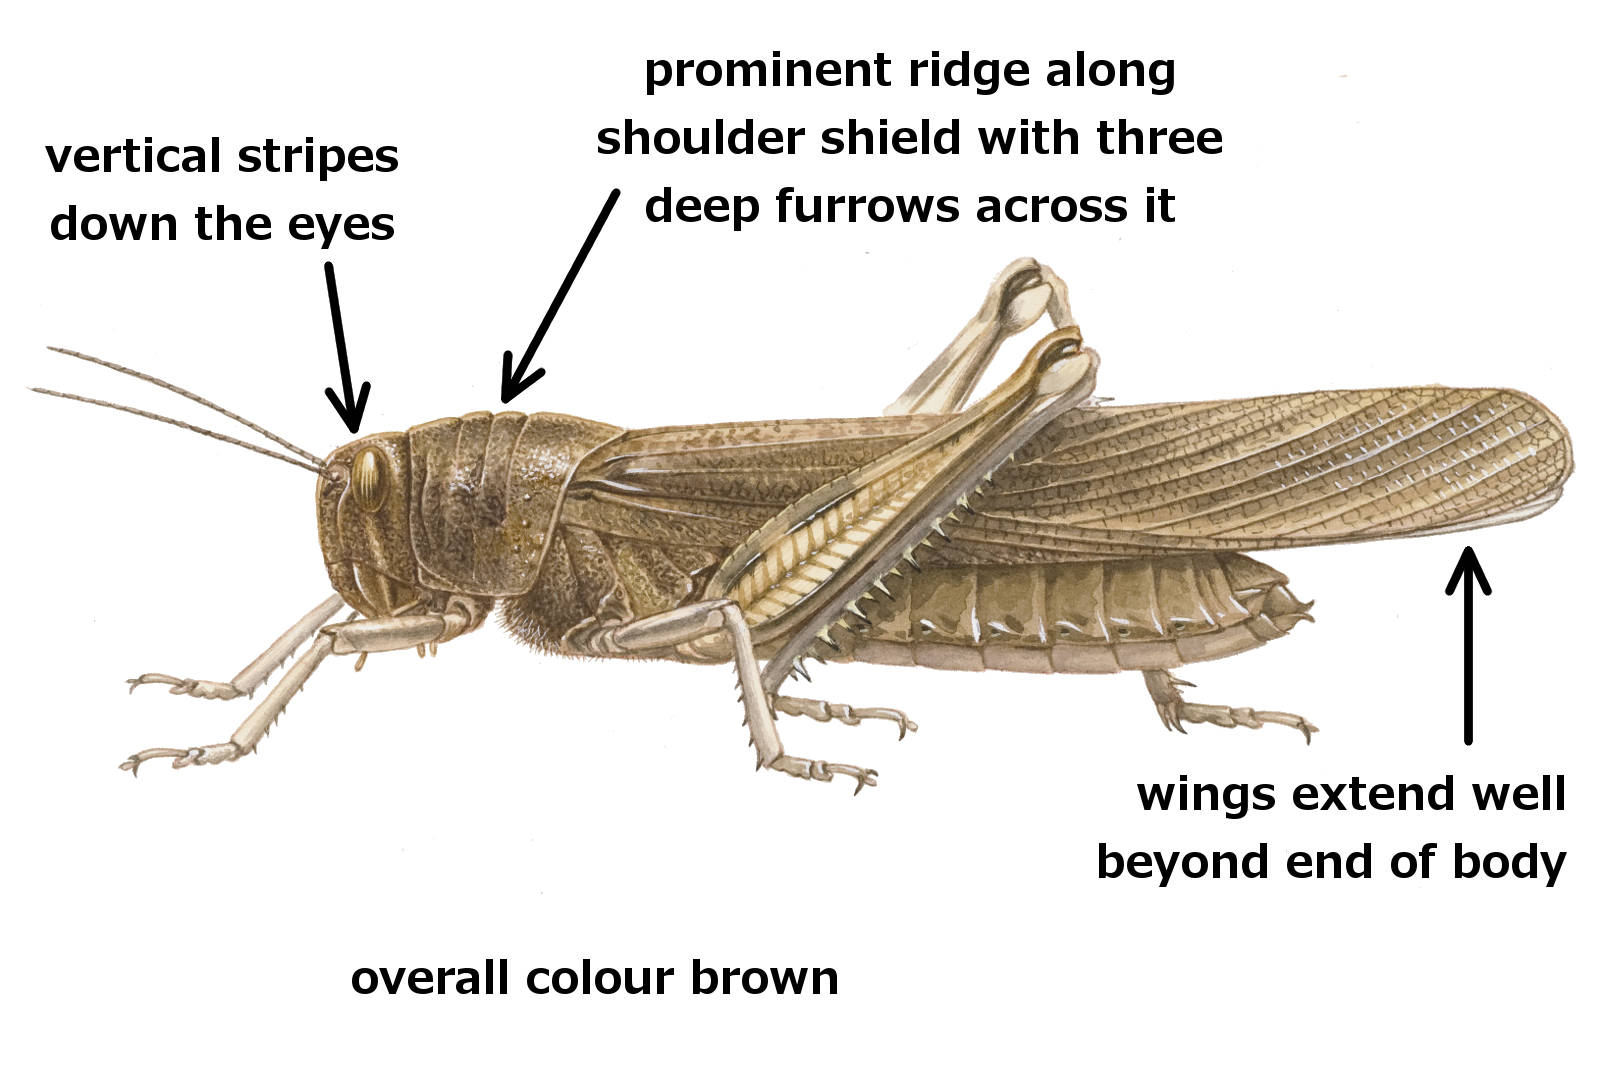 prominent ridge along
shoulder shield with three
deep furrows across it
vertical stripes
down the eyes
wings extend well
beyond end of body
overall colour brown